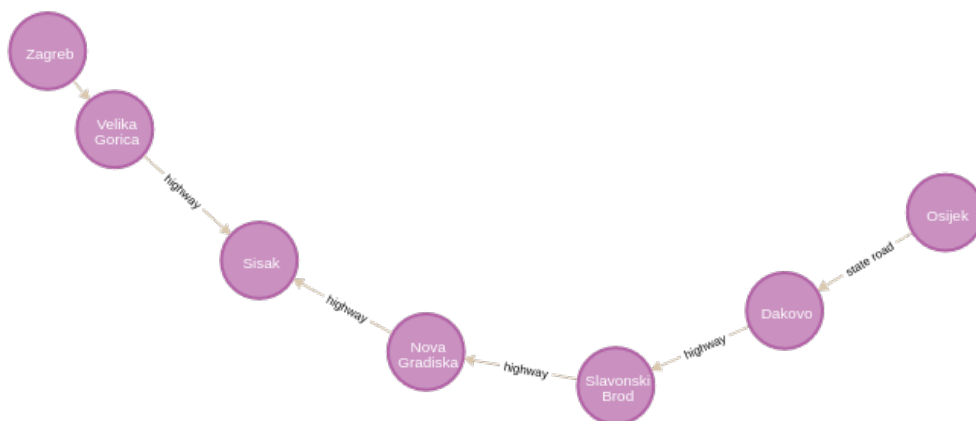 Zagreb
Velika
Gorica
highway
Sisak
highway
Nova
Gradiska
highway
Slavonski
Brod
highway
Dakovo
state road
Osijek